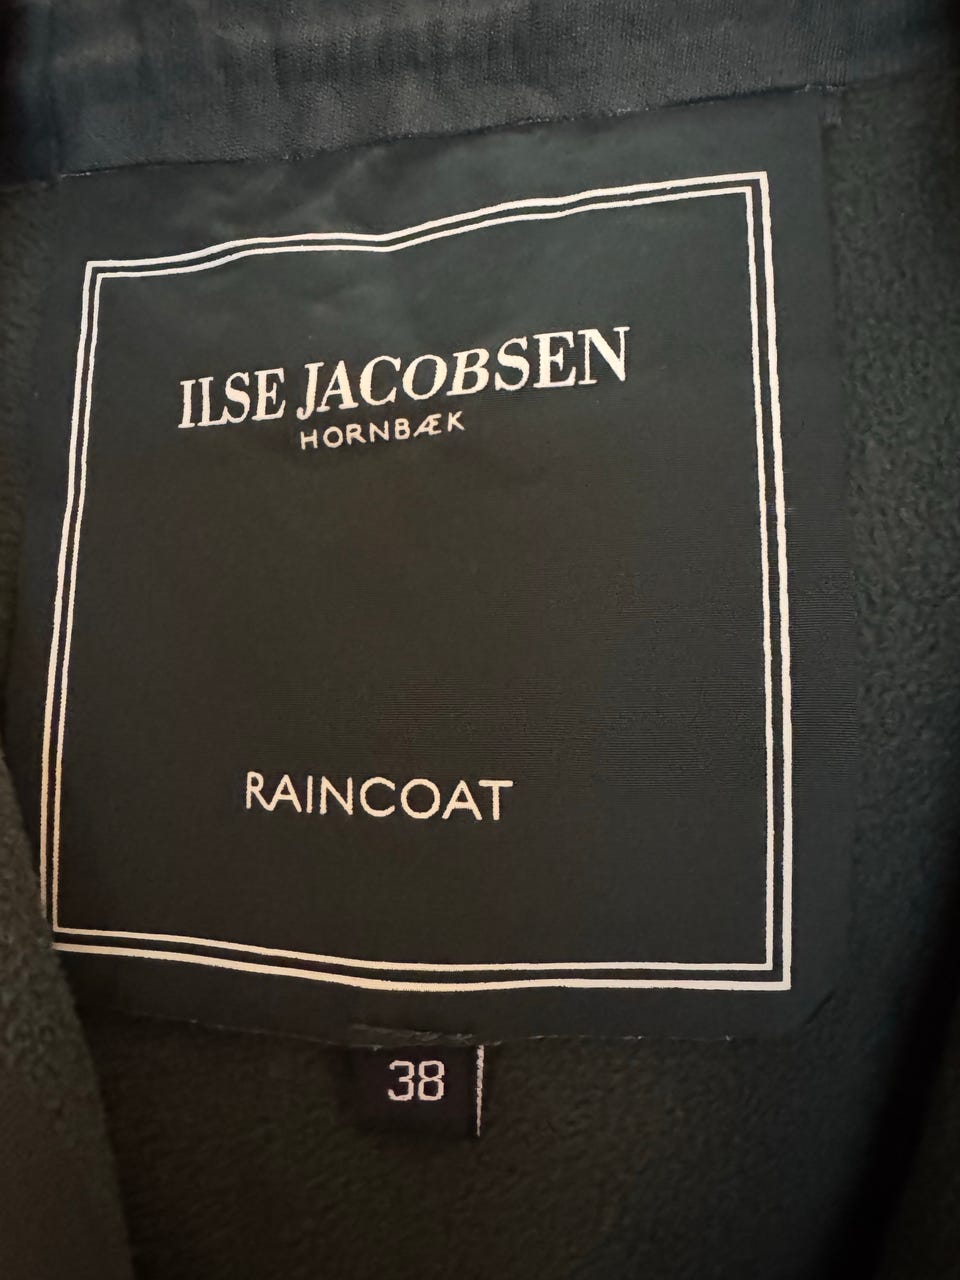 ILSE JACOBSEN
HORNBÆK
RAINCOAT
38